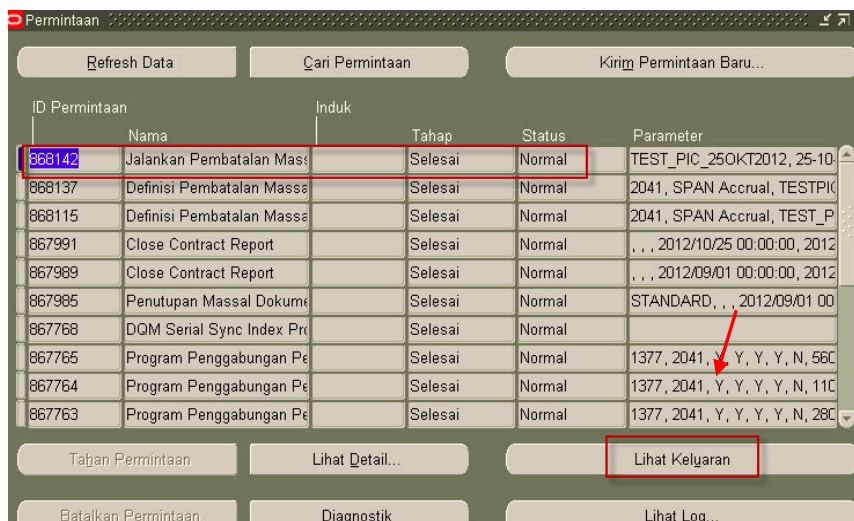 Permintaan
Refresh Data Cari Permintaan Kirim Permintaan Baru...
ID Permintaan Induk
Nama Tahap Status Parameter
868142 Jalankan Pembatalan Mass Selesai Normal TEST_PIC_25OKT2012, 25-10-
868137 Definisi Pembatalan Massa Selesai Normal 2041, SPAN Accrual, TESTPIC
868115 Definisi Pembatalan Massa Selesai Normal 2041, SPAN Accrual, TEST_P
867991 Close Contract Report Selesai Normal , , , 2012/10/25 00:00:00, 2012
867989 Close Contract Report Selesai Normal , , , 2012/09/01 00:00:00, 2012
867985 Penutupan Massal Dokume Selesai Normal STANDARD, , , 2012/09/01 00
867768 DQM Serial Sync Index Pro Selesai Normal
867765 Program Penggabungan Pe Selesai Normal 1377, 2041, Y, Y, Y, Y, N, 560
867764 Program Penggabungan Pe Selesai Normal 1377, 2041, Y, Y, Y, Y, N, 110
867763 Program Penggabungan Pe Selesai Normal 1377, 2041, Y, Y, Y, Y, N, 280
Tahan Permintaan Lihat Detail... Lihat Keluaran
Batalkan Permintaan Diagnostik Lihat Log...